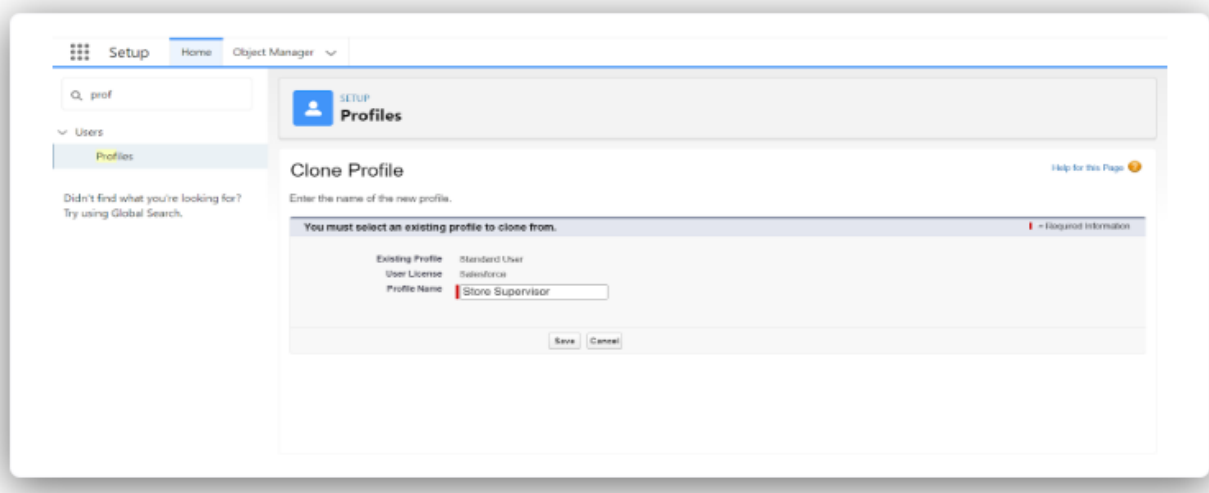 Setup Home Object Manager
prof
SETUP
Profiles
Users
Profiles
Didn't find what you're looking for?
Try using Global Search.
Clone Profile
Help for this Page ?
Enter the name of the new profile.
You must select an existing profile to clone from.
= Required Information
Existing Profile Standard User
User License Salesforce
Profile Name Store Supervisor
Save Cancel